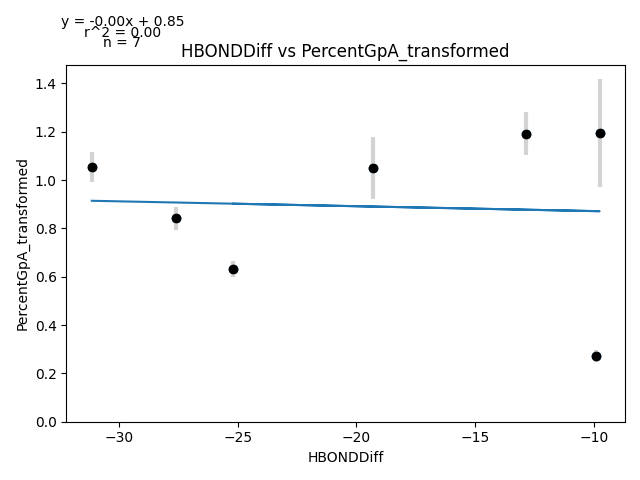 y = -0.00x + 0.85
r^2 = 0.00
n = 7
HBONDDiff vs PercentGpA_transformed
PercentGpA_transformed
1.4
1.2
1.0
0.8
0.6
0.4
0.2
0.0
−30
−25
−20
−15
−10
HBONDDiff